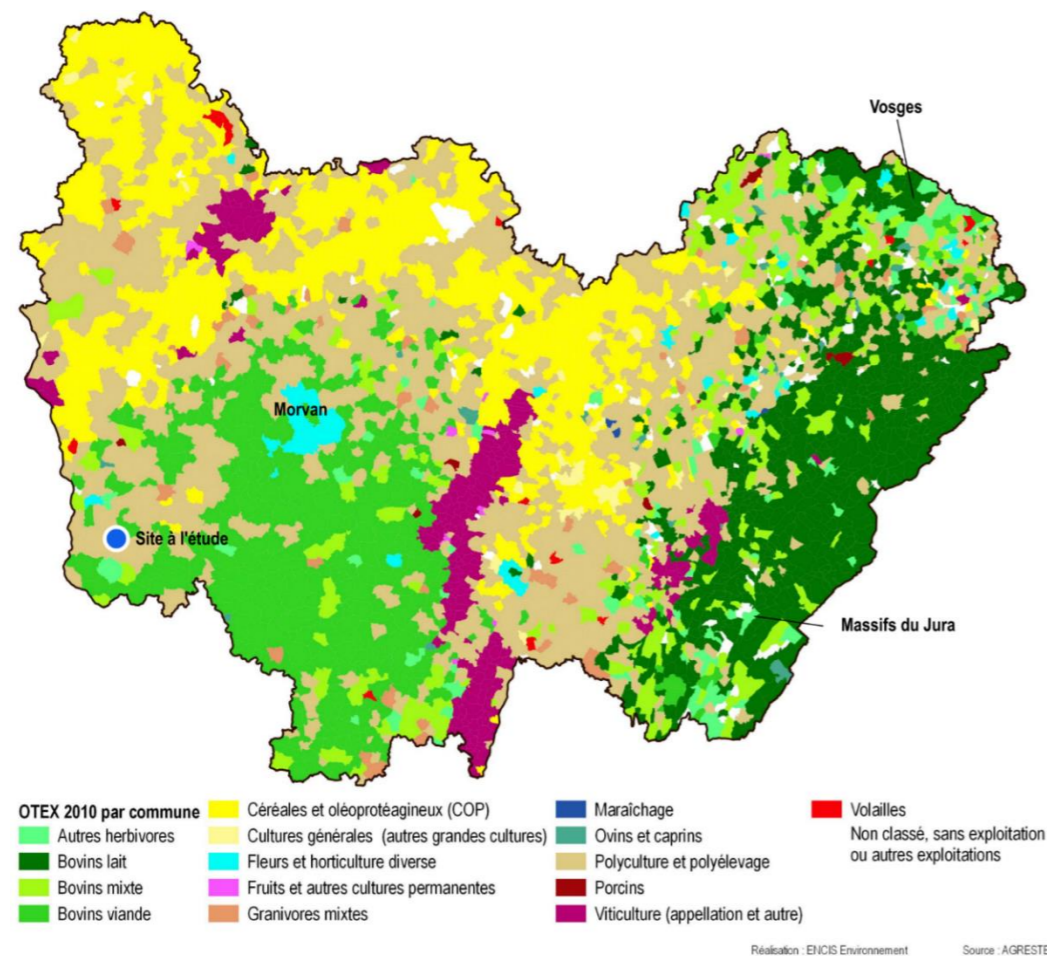 Vosges
Morvan
Site à l'étude
Massifs du Jura
OTEX 2010 par commune
Autres herbivores
Bovins lait
Bovins mixte
Bovins viande
Céréales et oléoprotéagineux (COP)
Cultures générales (autres grandes cultures)
Fleurs et horticulture diverse
Fruits et autres cultures permanentes
Granivores mixtes
Maraîchage
Ovins et caprins
Polyculture et polyélevage
Porcins
Viticulture (appellation et autre)
Volailles
Non classé, sans exploitation
ou autres exploitations
Réalisation : ENCIS Environnement
Source : AGRESTE